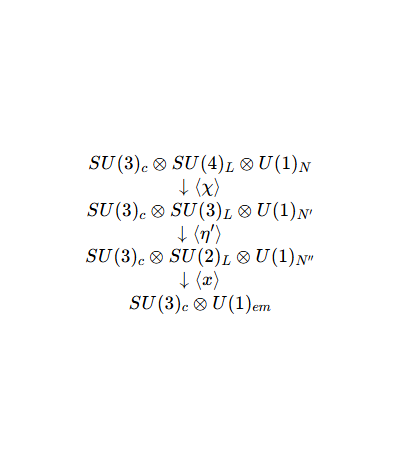 SU(3)_c ⊗ SU(4)_L ⊗ U(1)_N
↓ ⟨χ⟩
SU(3)_c ⊗ SU(3)_L ⊗ U(1)_{N′}
↓ ⟨η′⟩
SU(3)_c ⊗ SU(2)_L ⊗ U(1)_{N″}
↓ ⟨x⟩
SU(3)_c ⊗ U(1)_{em}